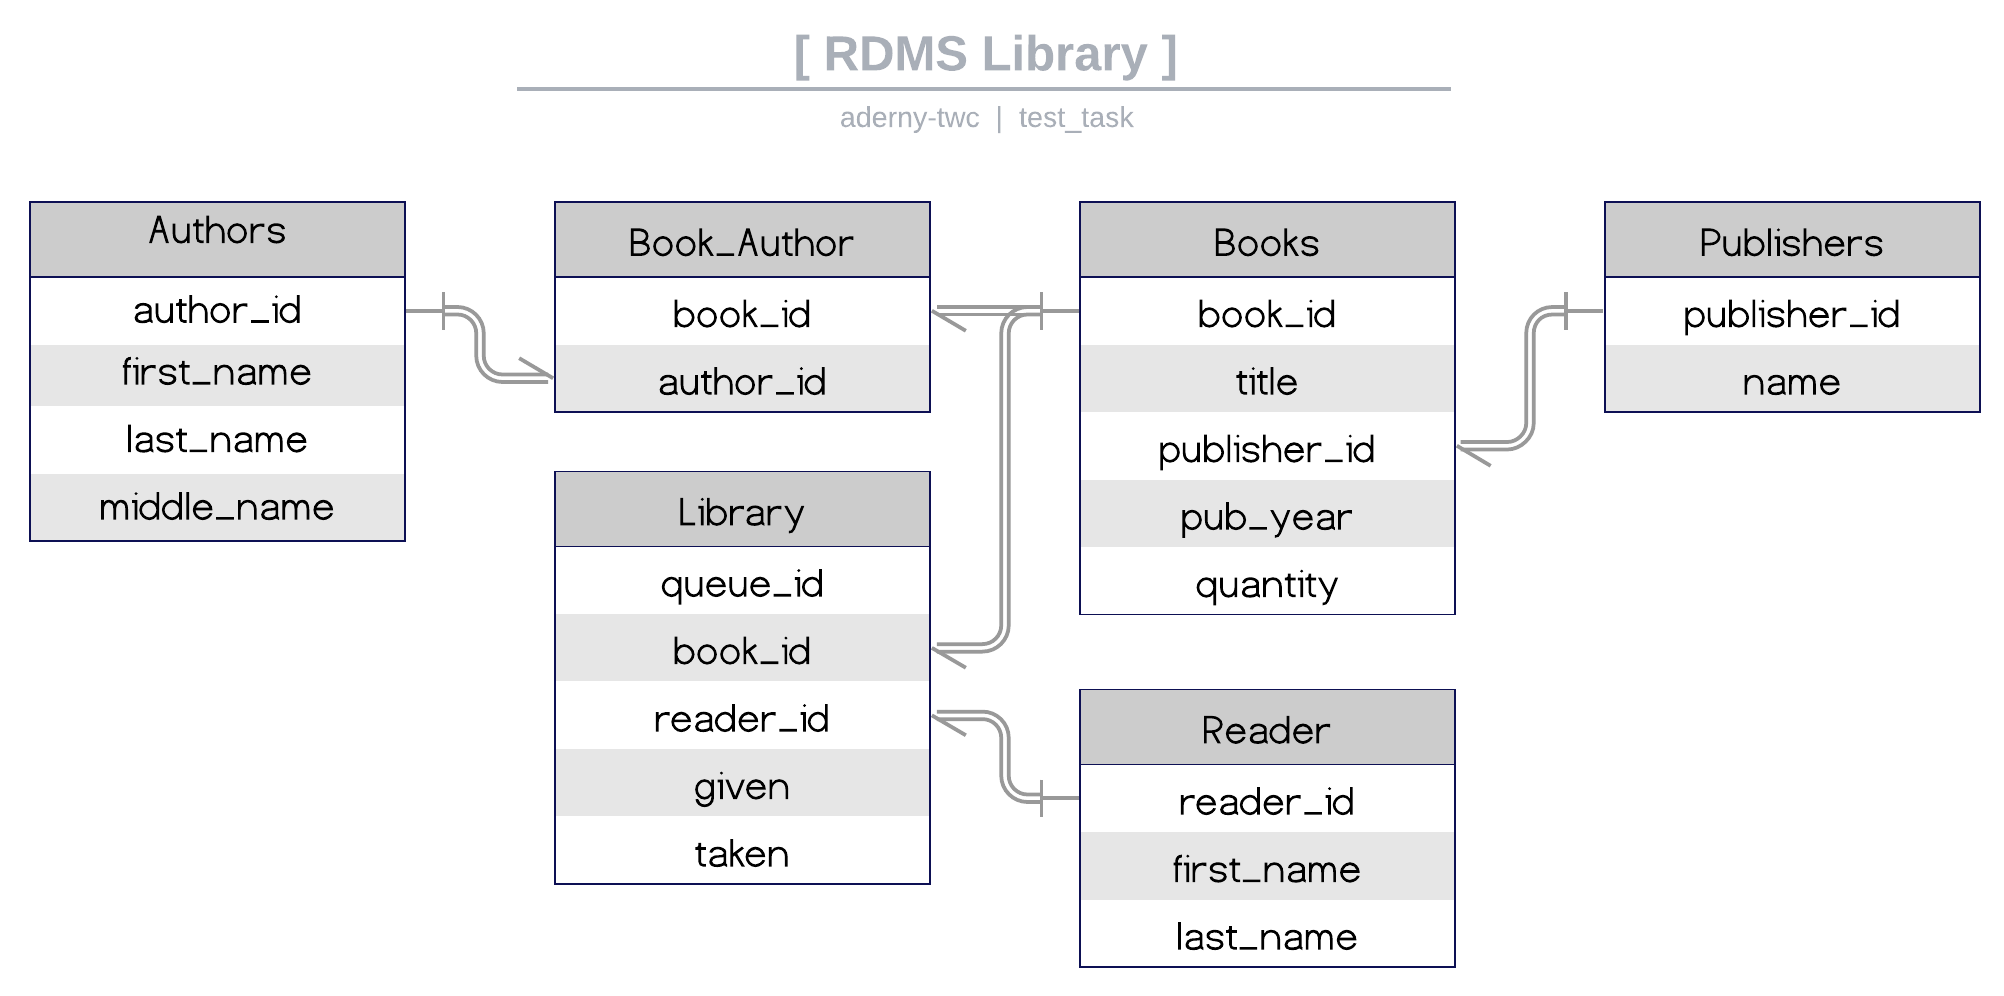 [ RDMS Library ]
aderny-twc | test_task
Authors
author_id
first_name
last_name
middle_name
Book_Author
book_id
author_id
Library
queue_id
book_id
reader_id
given
taken
Books
book_id
title
publisher_id
pub_year
quantity
Reader
reader_id
first_name
last_name
Publishers
publisher_id
name